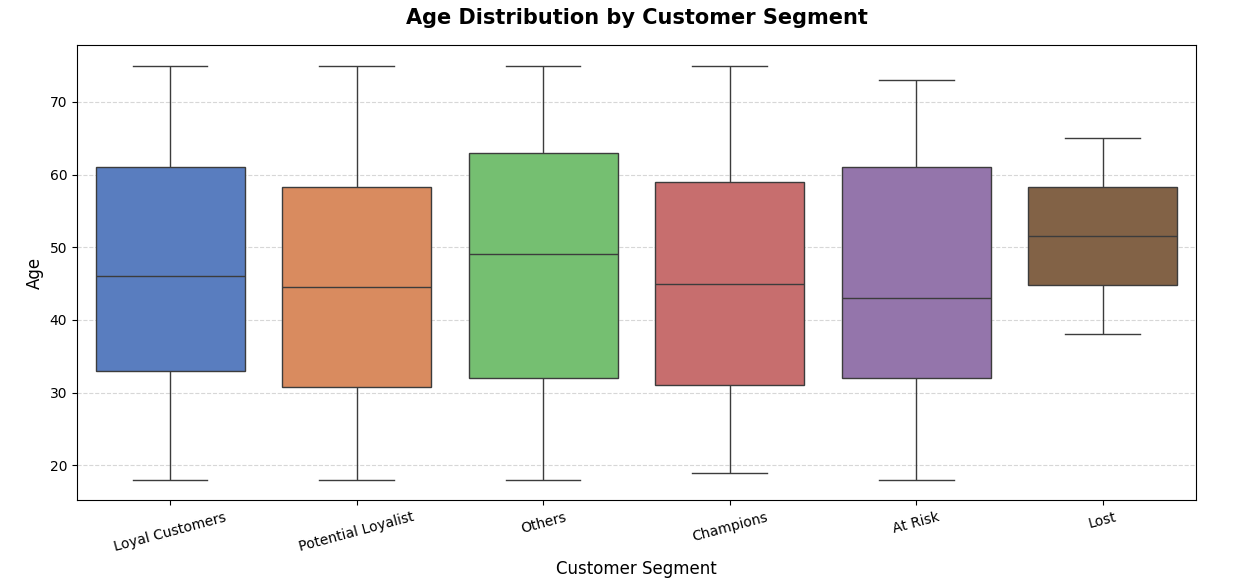 Age Distribution by Customer Segment
Age
70
60
50
40
30
20
Loyal Customers
Potential Loyalist
Others
Champions
At Risk
Lost
Customer Segment